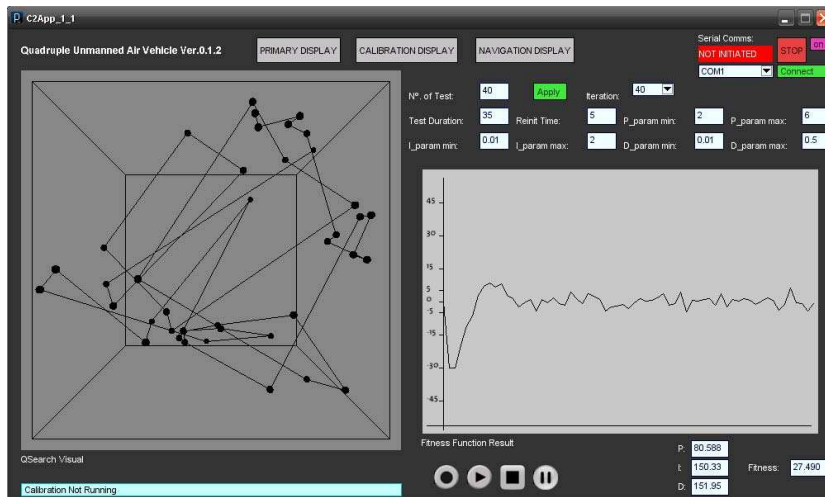 C2App_1_1
Quadruple Unmanned Air Vehicle Ver.0.1.2
PRIMARY DISPLAY
CALIBRATION DISPLAY
NAVIGATION DISPLAY
Serial Comms:
NOT INITIATED
STOP
on
COM1
Connect
Nº. of Test:
40
Apply
Iteration:
40
Test Duration:
35
Reinit Time:
5
P_param min:
2
P_param max:
6
I_param min:
0.01
I_param max:
2
D_param min:
0.01
D_param max:
0.5
45
30
15
5
0
-5
-15
-30
-45
Fitness Function Result
QSearch Visual
Calibration Not Running
P: 80.588
I: 150.33
Fitness: 27.490
D: 151.95